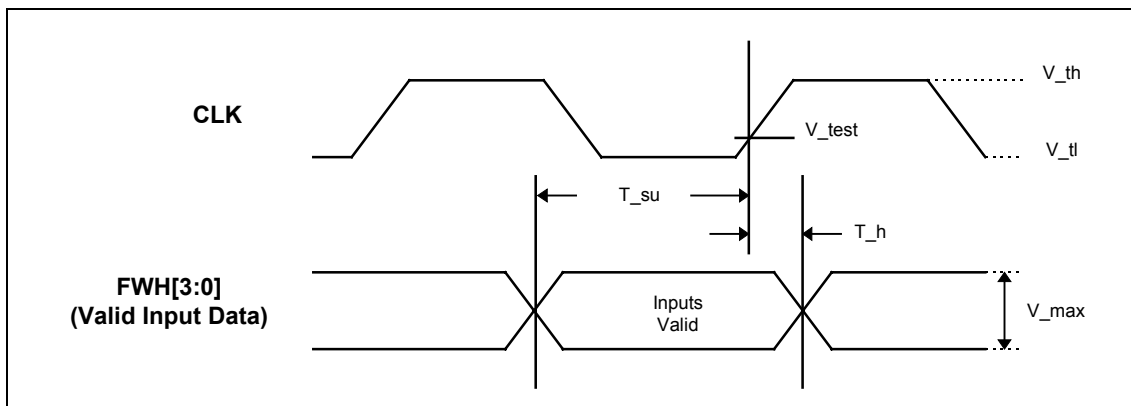 V_th
CLK
V_test
V_tl
T_su
T_h
FWH[3:0]
(Valid Input Data)
Inputs
Valid
V_max